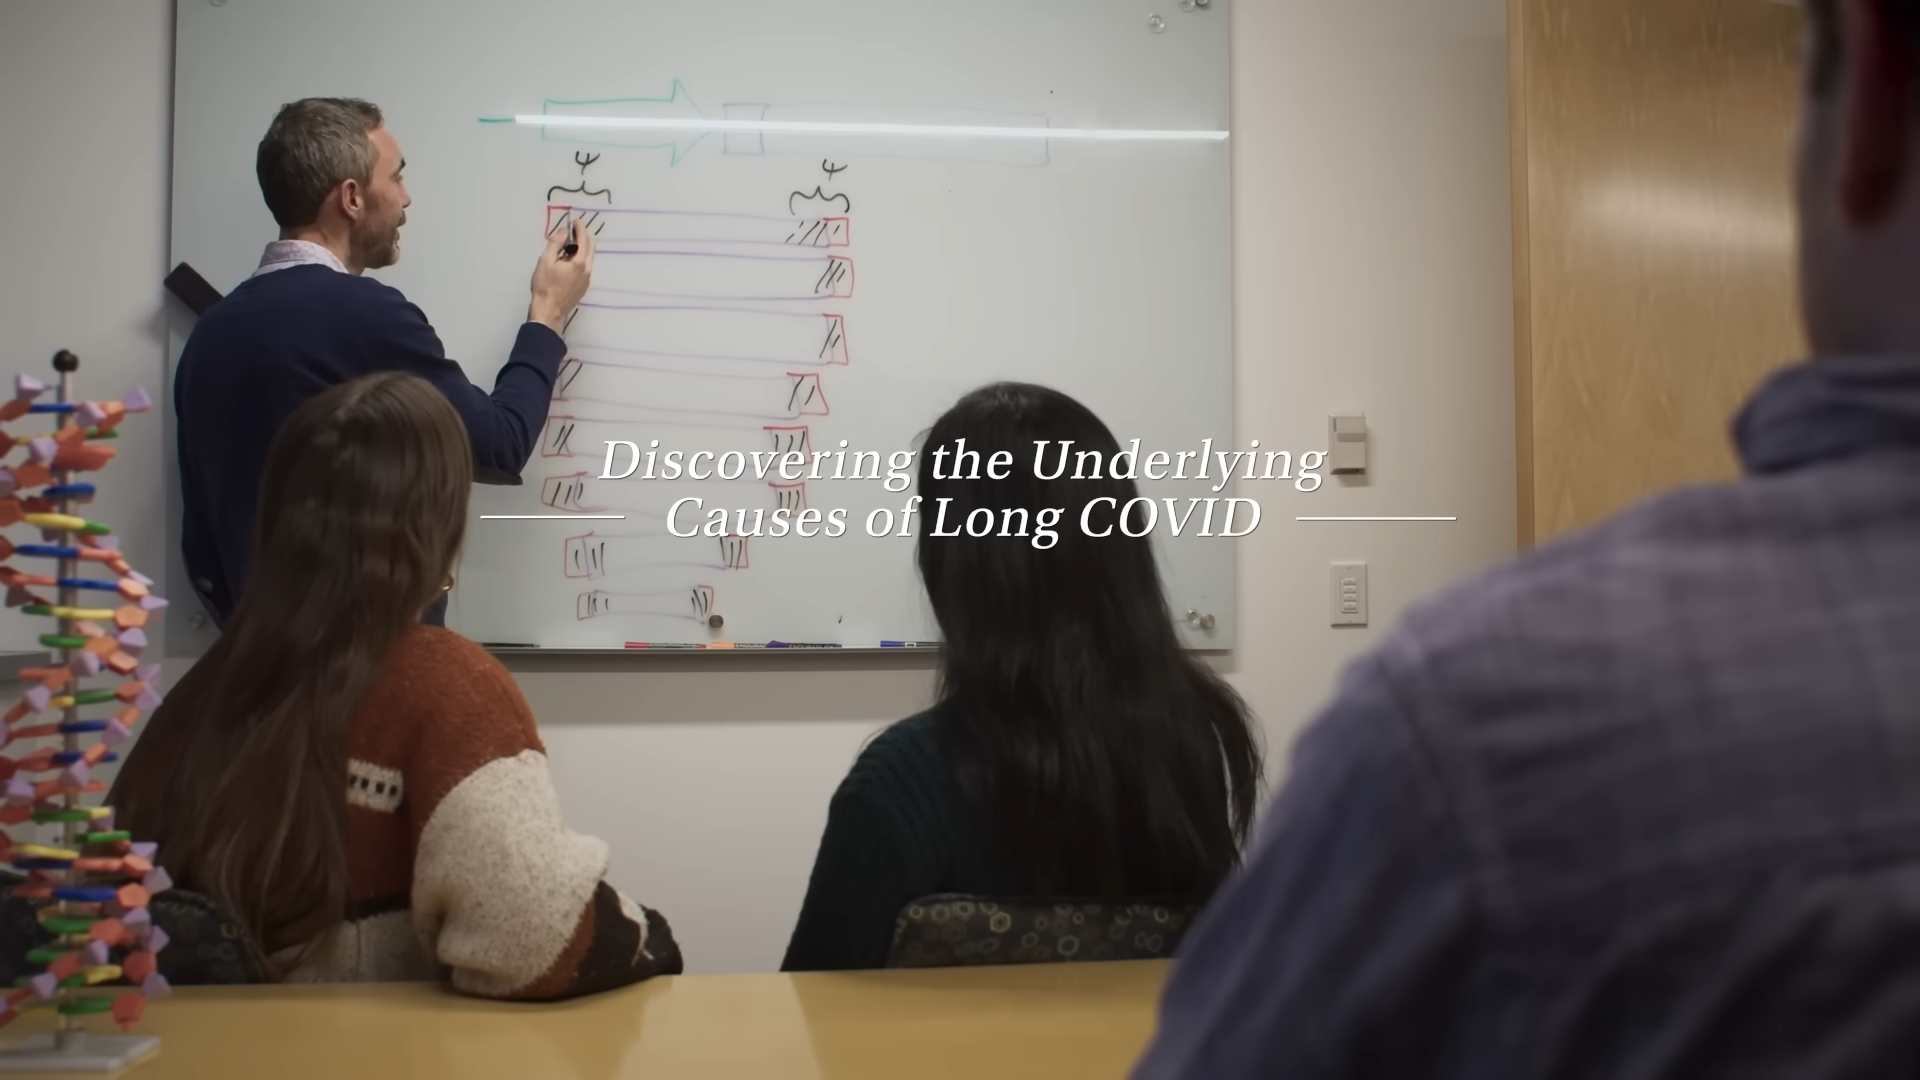 Ψ Ψ
Discovering the Underlying
Causes of Long COVID